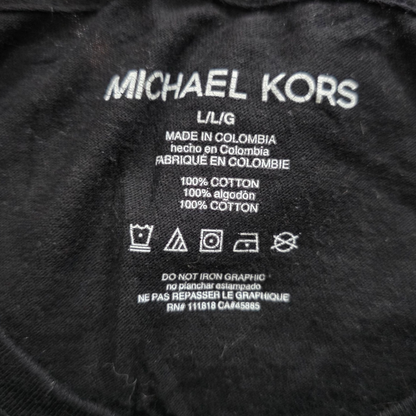 MICHAEL KORS
L/L/G
MADE IN COLOMBIA
hecho en Colombia
FABRIQUÉ EN COLOMBIE
100% COTTON
100% algodón
100% COTTON
DO NOT IRON GRAPHIC
no planchar estampado
NE PAS REPASSER LE GRAPHIQUE
RN# 111818 CA#45885